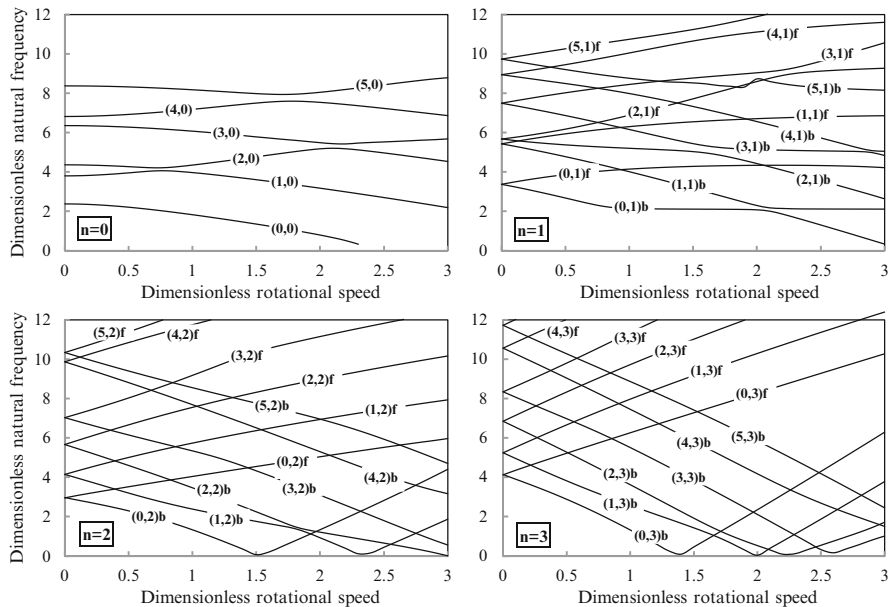 Dimensionless natural frequency
12
10
8
6
4
2
0
(5,0)
(4,0)
(3,0)
(2,0)
(1,0)
(0,0)
n=0
0 0.5 1 1.5 2 2.5 3
Dimensionless rotational speed
12
10
8
6
4
2
0
(5,1)f
(4,1)f
(3,1)f
(5,1)b
(2,1)f
(1,1)f
(4,1)b
(3,1)b
(0,1)f
(1,1)b
(2,1)b
(0,1)b
n=1
0 0.5 1 1.5 2 2.5 3
Dimensionless rotational speed
Dimensionless natural frequency
12
10
8
6
4
2
0
(5,2)f
(4,2)f
(3,2)f
(2,2)f
(5,2)b
(1,2)f
(0,2)f
(4,2)b
(2,2)b
(3,2)b
(0,2)b
(1,2)b
n=2
0 0.5 1 1.5 2 2.5 3
Dimensionless rotational speed
12
10
8
6
4
2
0
(4,3)f
(3,3)f
(2,3)f
(1,3)f
(0,3)f
(5,3)b
(4,3)b
(2,3)b
(3,3)b
(1,3)b
(0,3)b
n=3
0 0.5 1 1.5 2 2.5 3
Dimensionless rotational speed